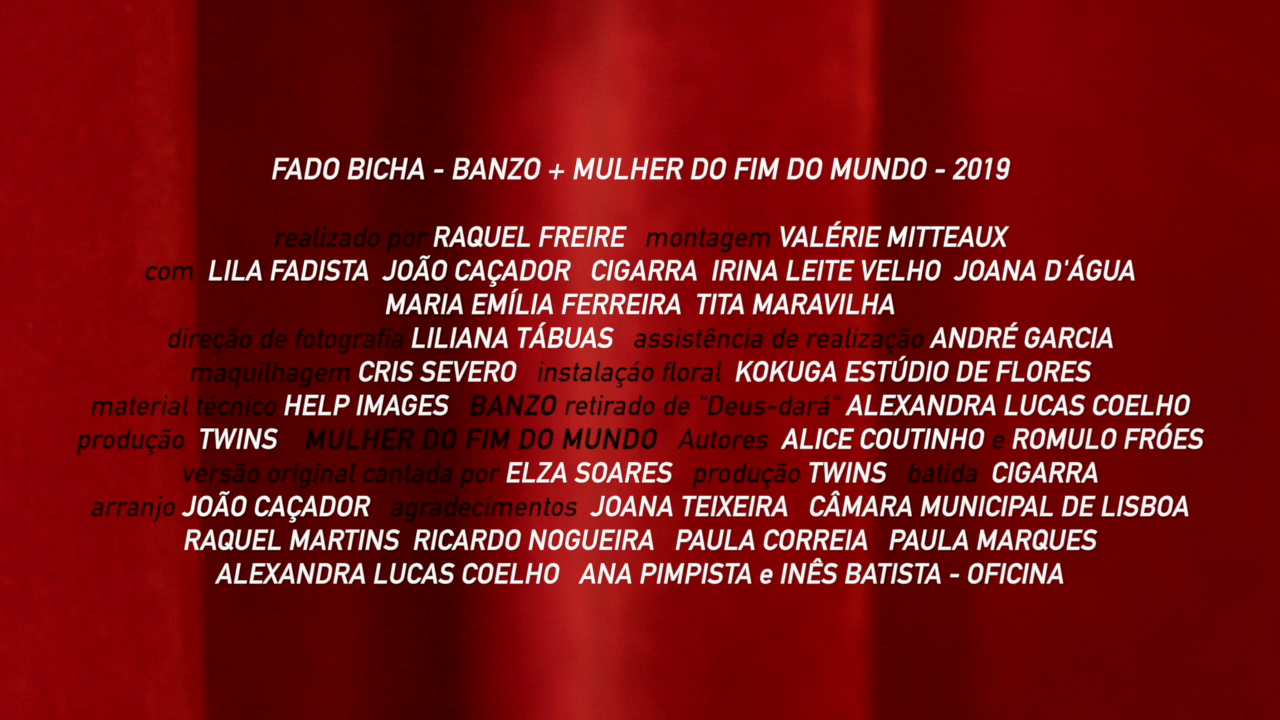 FADO BICHA - BANZO + MULHER DO FIM DO MUNDO - 2019
realizado por RAQUEL FREIRE montagem VALÉRIE MITTEAUX
com LILA FADISTA JOÃO CAÇADOR CIGARRA IRINA LEITE VELHO JOANA D'ÁGUA
MARIA EMÍLIA FERREIRA TITA MARAVILHA
direção de fotografia LILIANA TÁBUAS assistência de realização ANDRÉ GARCIA
maquilhagem CRIS SEVERO instalaçáo floral KOKUGA ESTÚDIO DE FLORES
material técnico HELP IMAGES BANZO retirado de "Deus-dará" ALEXANDRA LUCAS COELHO
produção TWINS MULHER DO FIM DO MUNDO Autores ALICE COUTINHO e ROMULO FRÓES
versão original cantada por ELZA SOARES produção TWINS batida CIGARRA
arranjo JOÃO CAÇADOR agradecimentos JOANA TEIXEIRA CÂMARA MUNICIPAL DE LISBOA
RAQUEL MARTINS RICARDO NOGUEIRA PAULA CORREIA PAULA MARQUES
ALEXANDRA LUCAS COELHO ANA PIMPISTA e INÊS BATISTA - OFICINA